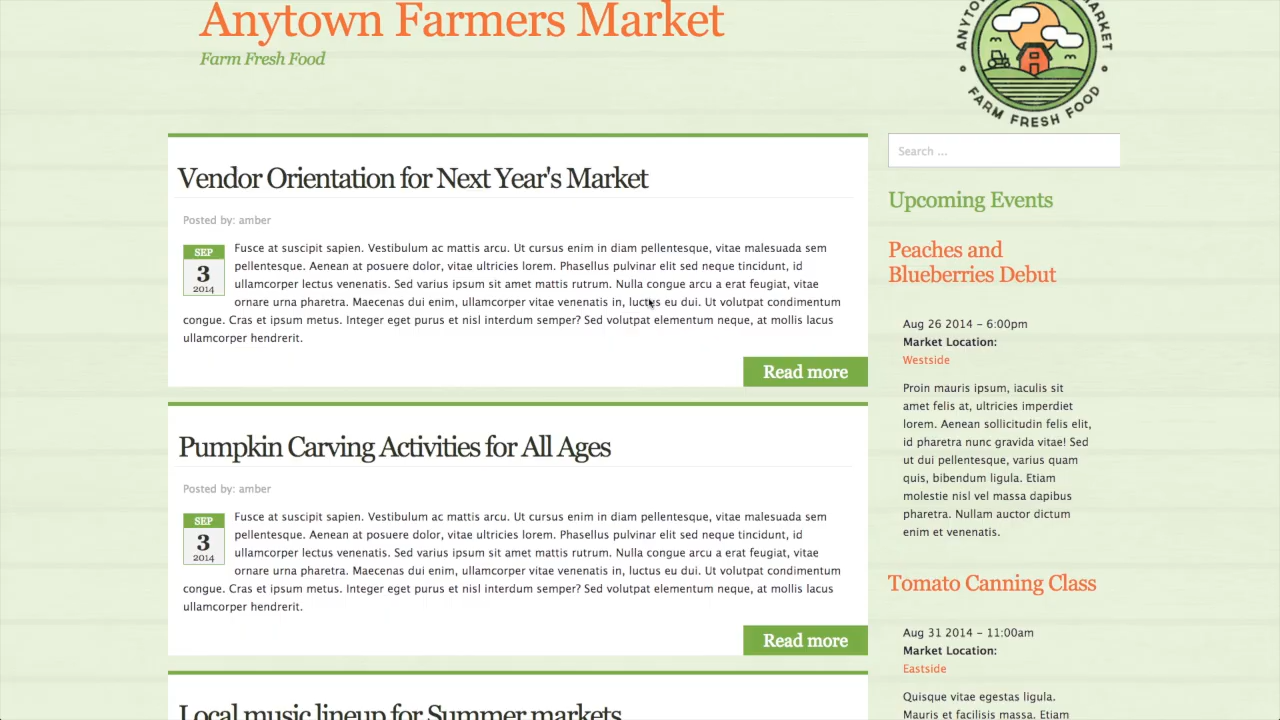 Anytown Farmers Market
Farm Fresh Food
FARM FRESH FOOD
Search ...
Vendor Orientation for Next Year's Market
Posted by: amber
SEP
3
2014
Fusce at suscipit sapien. Vestibulum ac mattis arcu. Ut cursus enim in diam pellentesque, vitae malesuada sem
pellentesque. Aenean at posuere dolor, vitae ultricies lorem. Phasellus pulvinar elit sed neque tincidunt, id
ullamcorper lectus venenatis. Sed varius ipsum sit amet mattis rutrum. Nulla congue arcu a erat feugiat, vitae
ornare urna pharetra. Maecenas dui enim, ullamcorper vitae venenatis in, luctus eu dui. Ut volutpat condimentum
congue. Cras et ipsum metus. Integer eget purus et nisl interdum semper? Sed volutpat elementum neque, at mollis lacus
ullamcorper hendrerit.
Read more
Pumpkin Carving Activities for All Ages
Posted by: amber
SEP
3
2014
Fusce at suscipit sapien. Vestibulum ac mattis arcu. Ut cursus enim in diam pellentesque, vitae malesuada sem
pellentesque. Aenean at posuere dolor, vitae ultricies lorem. Phasellus pulvinar elit sed neque tincidunt, id
ullamcorper lectus venenatis. Sed varius ipsum sit amet mattis rutrum. Nulla congue arcu a erat feugiat, vitae
ornare urna pharetra. Maecenas dui enim, ullamcorper vitae venenatis in, luctus eu dui. Ut volutpat condimentum
congue. Cras et ipsum metus. Integer eget purus et nisl interdum semper? Sed volutpat elementum neque, at mollis lacus
ullamcorper hendrerit.
Read more
Local music lineup for Summer markets
Upcoming Events
Peaches and
Blueberries Debut
Aug 26 2014 - 6:00pm
Market Location:
Westside
Proin mauris ipsum, iaculis sit
amet felis at, ultricies imperdiet
lorem. Aenean sollicitudin felis elit,
id pharetra nunc gravida vitae! Sed
ut dui pellentesque, varius quam
quis, bibendum ligula. Etiam
molestie nisl vel massa dapibus
pharetra. Nullam auctor dictum
enim et venenatis.
Tomato Canning Class
Aug 31 2014 - 11:00am
Market Location:
Eastside
Quisque vitae egestas ligula.
Mauris et facilisis massa. Etiam